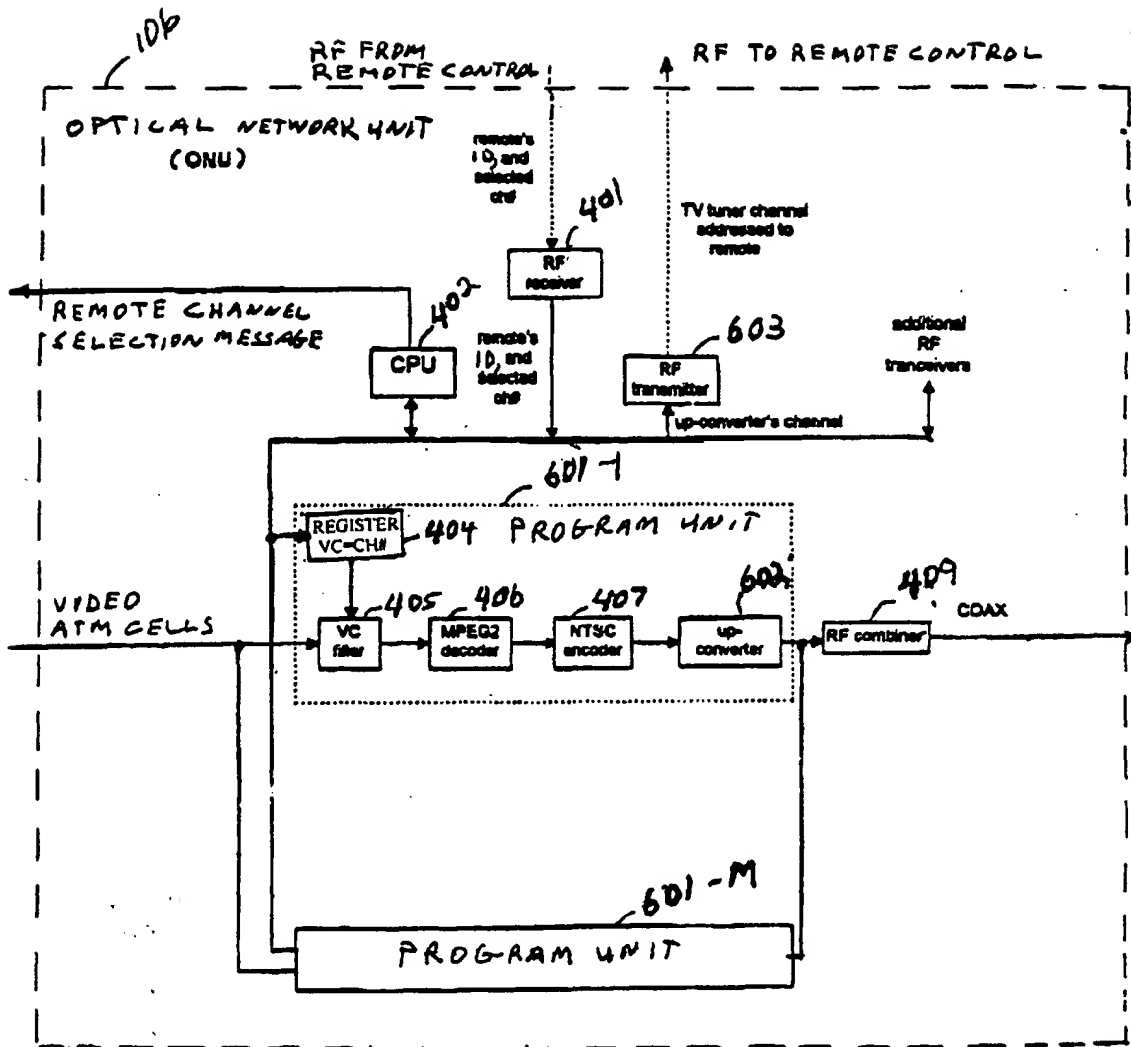 106
RF FROM
REMOTE CONTROL
RF TO REMOTE CONTROL
OPTICAL NETWORK UNIT
(ONU)
remote's
ID, and
selected
ch#
401
RF
receiver
TV tuner channel
addressed to
remote
REMOTE CHANNEL
SELECTION MESSAGE
402
CPU
remote's
ID, and
selected
ch#
603
RF
transmitter
additional
RF
tranceivers
up-converter's channel
601-1
REGISTER
VC=CH#
404
PROGRAM UNIT
VIDEO
ATM CELLS
405
VC
filter
406
MPEG2
decoder
407
NTSC
encoder
602
up-
converter
409
RF combiner
COAX
601-M
PROGRAM UNIT